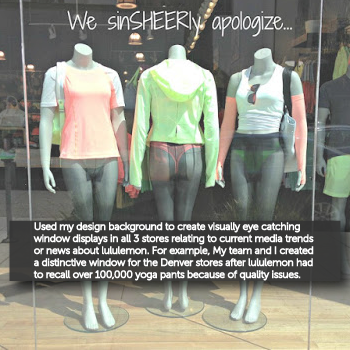 We sinSHEERly apologize...
Used my design background to create visually eye catching
window displays in all 3 stores relating to current media trends
or news about lululemon. For example, My team and I created
a distinctive window for the Denver stores after lululemon had
to recall over 100,000 yoga pants because of quality issues.